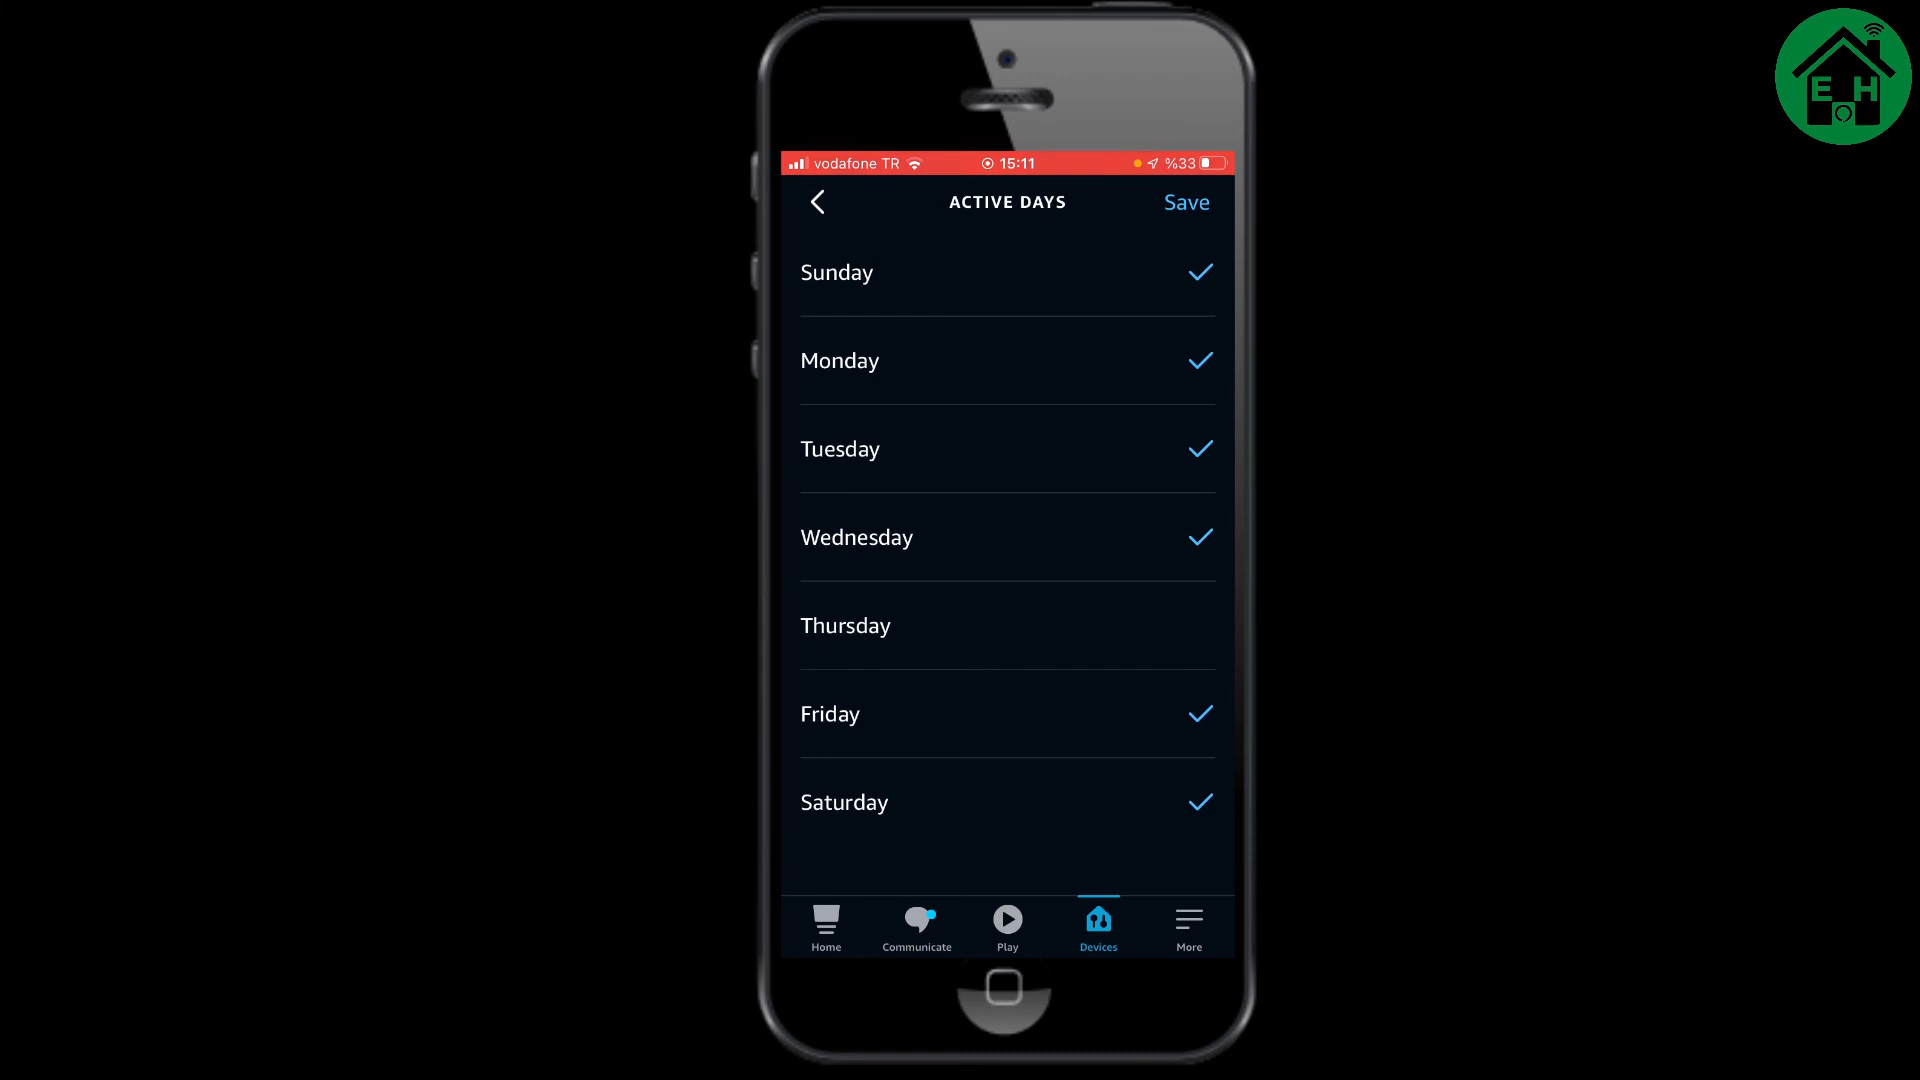 E H
vodafone TR 15:11 %33
ACTIVE DAYS Save
Sunday
Monday
Tuesday
Wednesday
Thursday
Friday
Saturday
Home Communicate Play Devices More